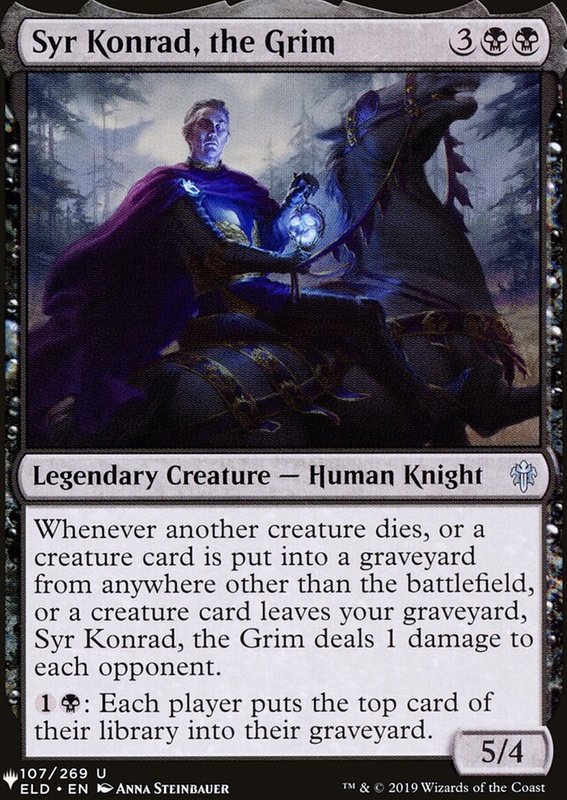 Syr Konrad, the Grim 3
Legendary Creature — Human Knight
Whenever another creature dies, or a
creature card is put into a graveyard
from anywhere other than the battlefield,
or a creature card leaves your graveyard,
Syr Konrad, the Grim deals 1 damage to
each opponent.
1 : Each player puts the top card of
their library into their graveyard.
5/4
107/269 U
ELD • EN Anna Steinbauer
™ & © 2019 Wizards of the Coast